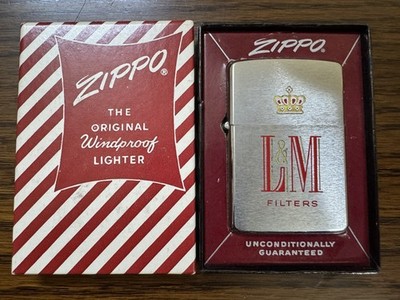 ZIPPO®
THE
ORIGINAL
Windproof
LIGHTER
ZIPPO®
L&M
FILTERS
UNCONDITIONALLY
GUARANTEED